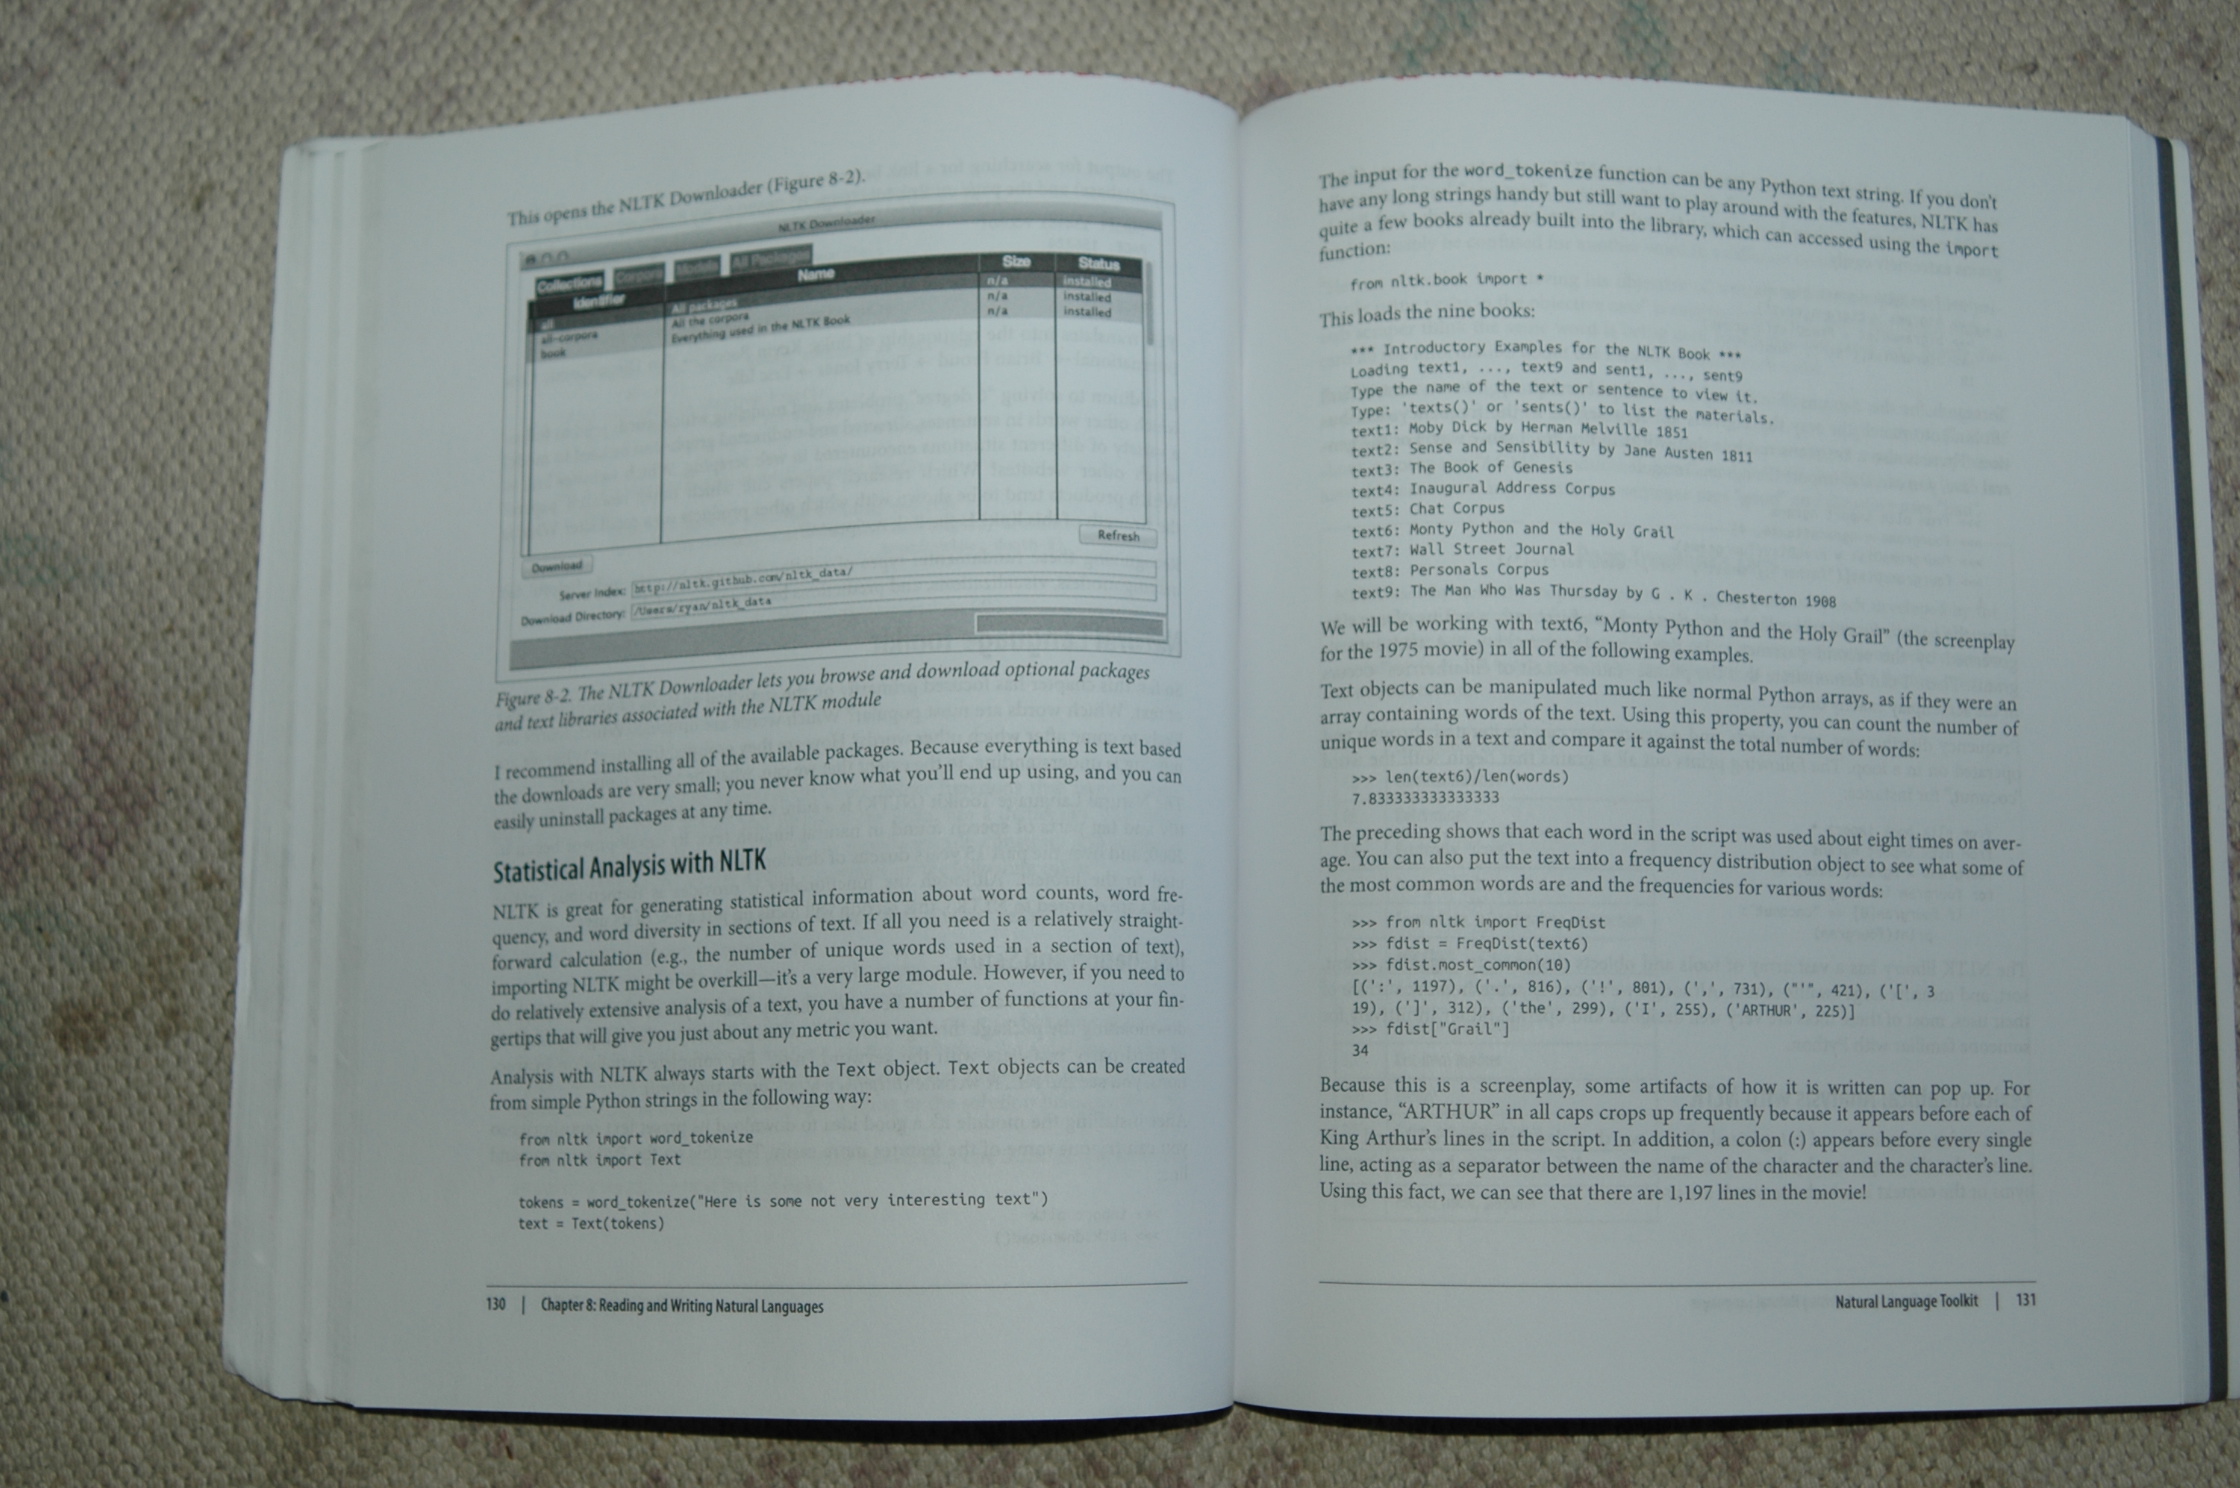 This opens the NLTK Downloader (Figure 8-2).
NLTK Downloader
Collections Corpora Models All Packages
Identifier Name Size Status
all All packages n/a installed
all-corpora All the corpora n/a installed
book Everything used in the NLTK Book n/a installed
Download Refresh
Server Index: http://nltk.github.com/nltk_data/
Download Directory: /Users/ryan/nltk_data
Figure 8-2. The NLTK Downloader lets you browse and download optional packages
and text libraries associated with the NLTK module
I recommend installing all of the available packages. Because everything is text based
the downloads are very small; you never know what you’ll end up using, and you can
easily uninstall packages at any time.
Statistical Analysis with NLTK
NLTK is great for generating statistical information about word counts, word fre-
quency, and word diversity in sections of text. If all you need is a relatively straight-
forward calculation (e.g., the number of unique words used in a section of text),
importing NLTK might be overkill—it’s a very large module. However, if you need to
do relatively extensive analysis of a text, you have a number of functions at your fin-
gertips that will give you just about any metric you want.
Analysis with NLTK always starts with the Text object. Text objects can be created
from simple Python strings in the following way:
from nltk import word_tokenize
from nltk import Text
tokens = word_tokenize("Here is some not very interesting text")
text = Text(tokens)
130 | Chapter 8: Reading and Writing Natural Languages
The input for the word_tokenize function can be any Python text string. If you don’t
have any long strings handy but still want to play around with the features, NLTK has
quite a few books already built into the library, which can accessed using the import
function:
from nltk.book import *
This loads the nine books:
*** Introductory Examples for the NLTK Book ***
Loading text1, ..., text9 and sent1, ..., sent9
Type the name of the text or sentence to view it.
Type: 'texts()' or 'sents()' to list the materials.
text1: Moby Dick by Herman Melville 1851
text2: Sense and Sensibility by Jane Austen 1811
text3: The Book of Genesis
text4: Inaugural Address Corpus
text5: Chat Corpus
text6: Monty Python and the Holy Grail
text7: Wall Street Journal
text8: Personals Corpus
text9: The Man Who Was Thursday by G . K . Chesterton 1908
We will be working with text6, “Monty Python and the Holy Grail” (the screenplay
for the 1975 movie) in all of the following examples.
Text objects can be manipulated much like normal Python arrays, as if they were an
array containing words of the text. Using this property, you can count the number of
unique words in a text and compare it against the total number of words:
>>> len(text6)/len(words)
7.833333333333333
The preceding shows that each word in the script was used about eight times on aver-
age. You can also put the text into a frequency distribution object to see what some of
the most common words are and the frequencies for various words:
>>> from nltk import FreqDist
>>> fdist = FreqDist(text6)
>>> fdist.most_common(10)
[(':', 1197), ('.', 816), ('!', 801), (',', 731), ("'", 421), ('[', 3
19), (']', 312), ('the', 299), ('I', 255), ('ARTHUR', 225)]
>>> fdist["Grail"]
34
Because this is a screenplay, some artifacts of how it is written can pop up. For
instance, “ARTHUR” in all caps crops up frequently because it appears before each of
King Arthur’s lines in the script. In addition, a colon (:) appears before every single
line, acting as a separator between the name of the character and the character’s line.
Using this fact, we can see that there are 1,197 lines in the movie!
Natural Language Toolkit | 131